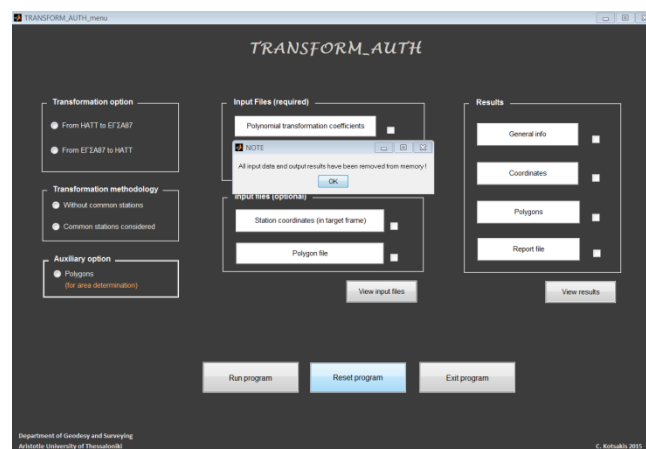 TRANSFORM_AUTH_menu
TRANSFORM_AUTH
Transformation option
From HATT to ΕΓΣΑ87
From ΕΓΣΑ87 to HATT
Transformation methodology
Without common stations
Common stations considered
Auxiliary option
Polygons
(for area determination)
Input Files (required)
Polynomial transformation coefficients
NOTE
All input data and output results have been removed from memory !
OK
Input files (optional)
Station coordinates (in target frame)
Polygon file
View input files
Results
General info
Coordinates
Polygons
Report file
View results
Run program
Reset program
Exit program
Department of Geodesy and Surveying
Aristotle University of Thessaloniki
C. Kotsakis 2015